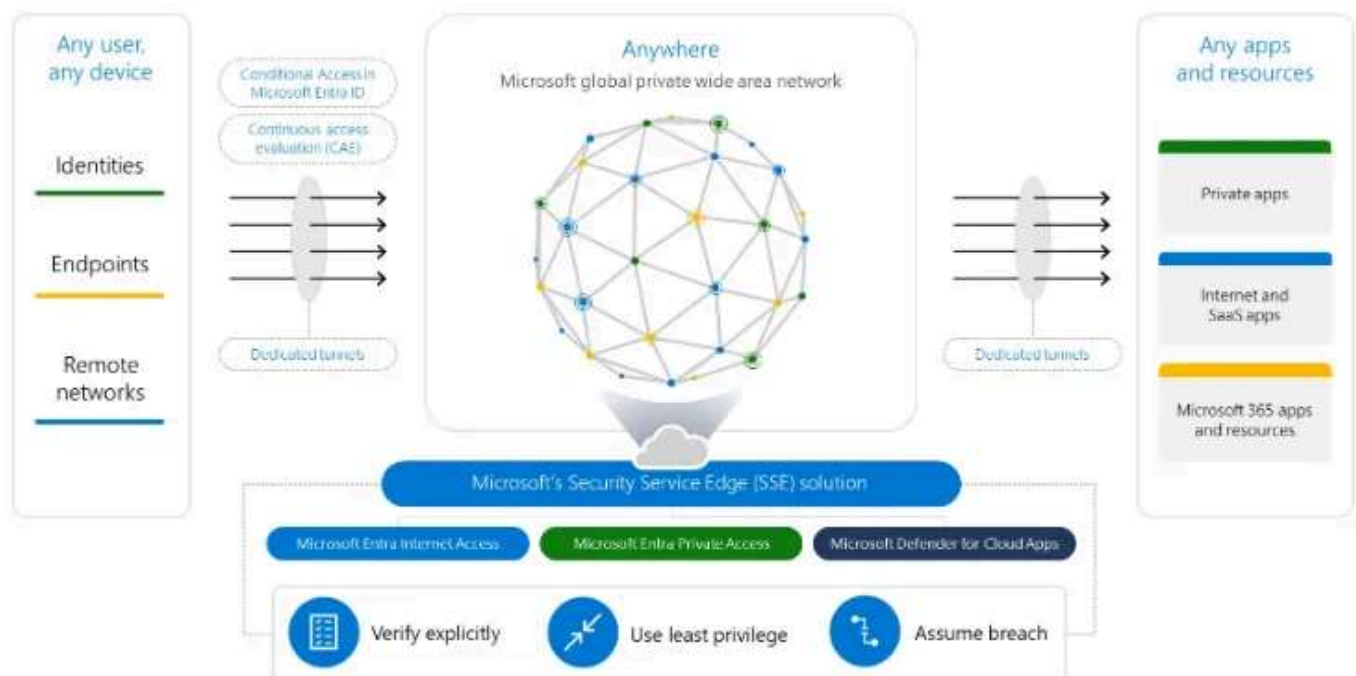 Any user,
any device
Identities
Endpoints
Remote
networks
Conditional Access in
Microsoft Entra ID
Continuous access
evaluation (CAE)
Dedicated tunnels
Anywhere
Microsoft global private wide area network
Dedicated tunnels
Any apps
and resources
Private apps
Internet and
SaaS apps
Microsoft 365 apps
and resources
Microsoft's Security Service Edge (SSE) solution
Microsoft Entra Internet Access
Microsoft Entra Private Access
Microsoft Defender for Cloud Apps
Verify explicitly
Use least privilege
Assume breach